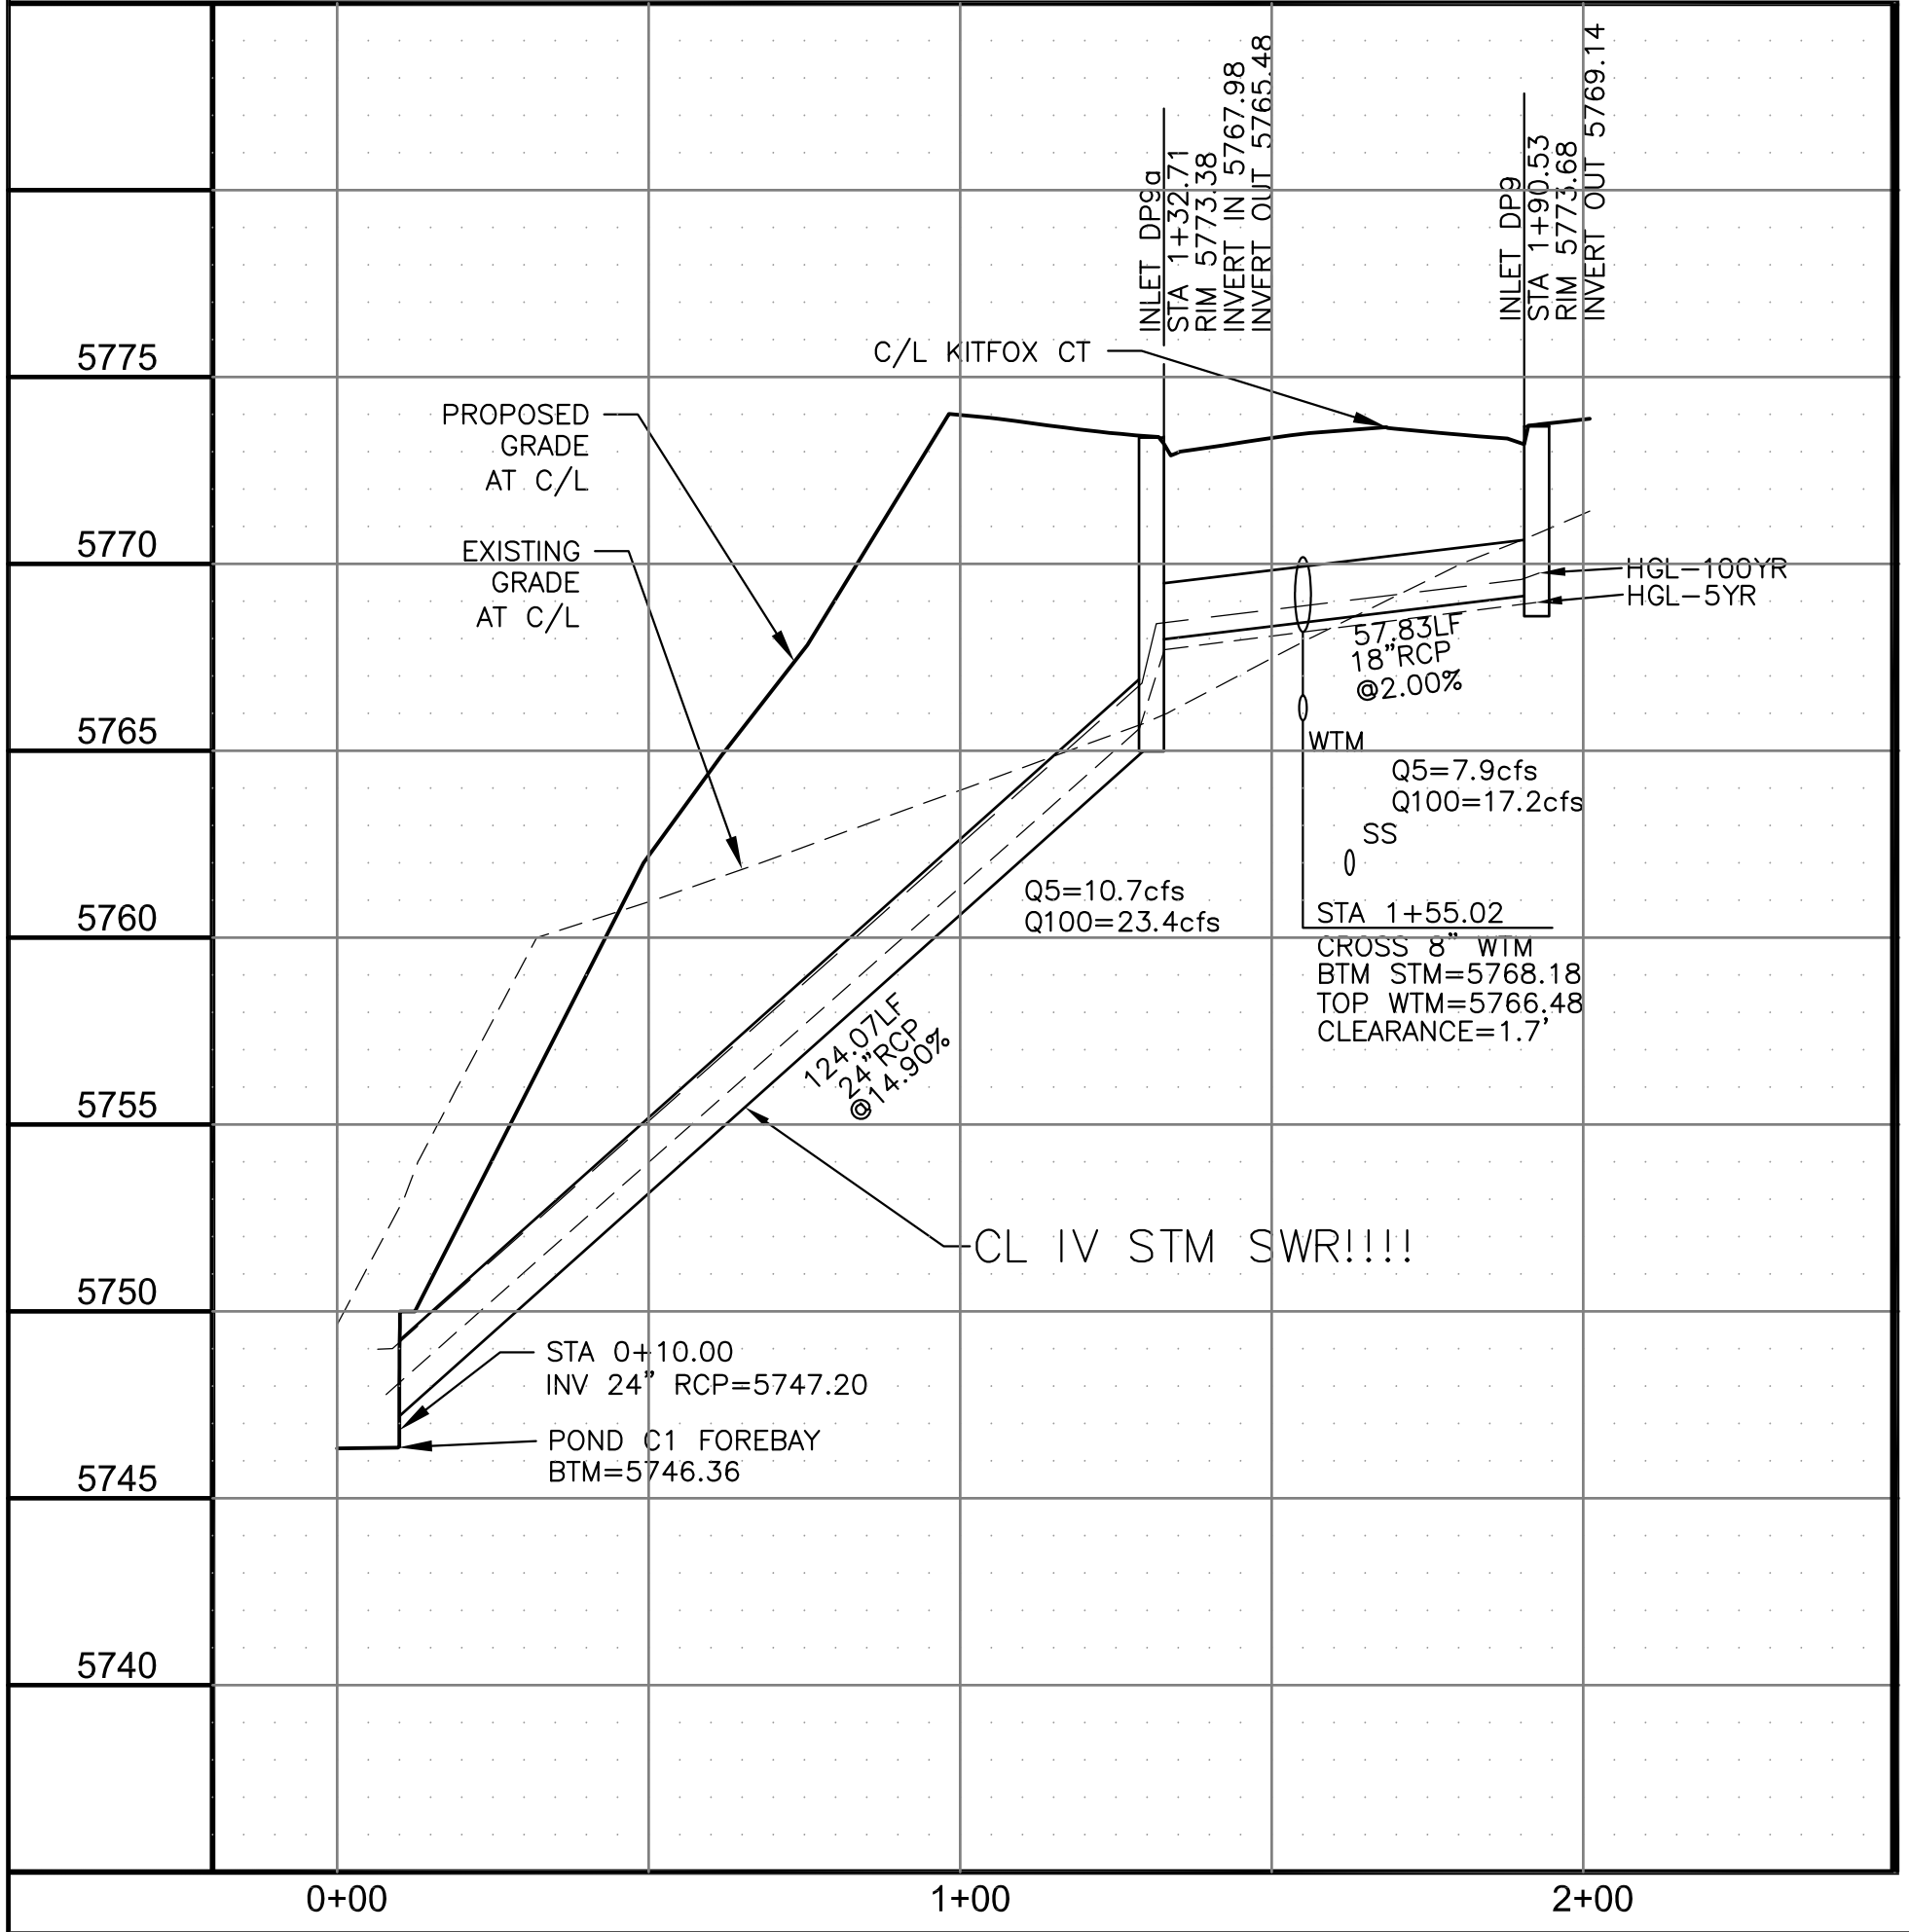 INLET DP9a
STA 1+32.71
RIM 5773.38
INVERT IN 5767.98
INVERT OUT 5765.48
INLET DP9
STA 1+90.53
RIM 5773.68
INVERT OUT 5769.14
5775
5770
5765
5760
5755
5750
5745
5740
C/L KITFOX CT
PROPOSED
GRADE
AT C/L
EXISTING
GRADE
AT C/L
HGL-100YR
HGL-5YR
57.83LF
18"RCP
@2.00%
WTM
Q5=7.9cfs
Q100=17.2cfs
SS
Q5=10.7cfs
Q100=23.4cfs
STA 1+55.02
CROSS 8" WTM
BTM STM=5768.18
TOP WTM=5766.48
CLEARANCE=1.7'
124.07LF
24"RCP
@14.90%
CL IV STM SWR!!!!
STA 0+10.00
INV 24" RCP=5747.20
POND C1 FOREBAY
BTM=5746.36
0+00
1+00
2+00